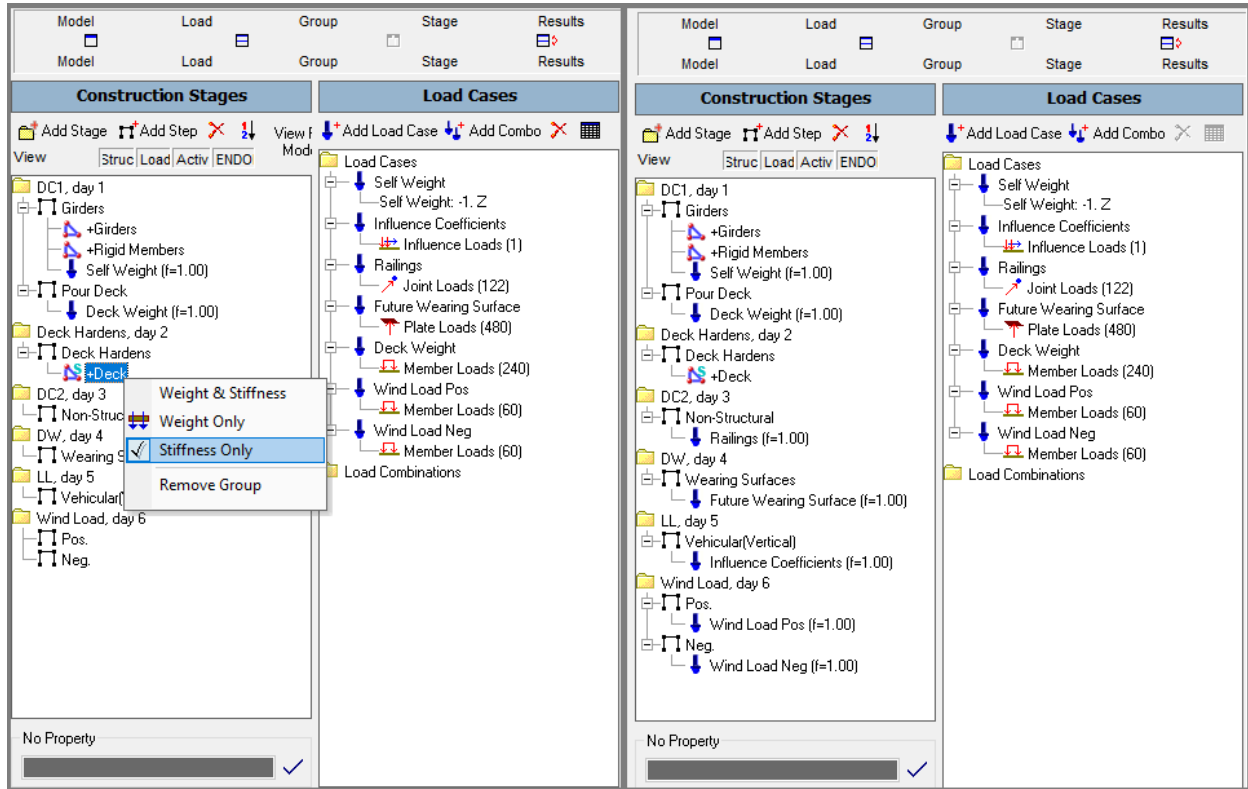 Model Load Group Stage Results
Model Load Group Stage Results
Construction Stages
Add Stage Add Step
View
Struc Load Activ ENDO
DC1, day 1
Girders
+Girders
+Rigid Members
Self Weight (f=1.00)
Pour Deck
Deck Weight (f=1.00)
Deck Hardens, day 2
Deck Hardens
+Deck
DC2, day 3
Non-Struc
DW, day 4
Wearing S
LL, day 5
Vehicular(
Wind Load, day 6
Pos.
Neg.
Weight & Stiffness
Weight Only
Stiffness Only
Remove Group
No Property
Load Cases
Add Load Case Add Combo
Load Cases
Self Weight
Self Weight: -1. Z
Influence Coefficients
Influence Loads (1)
Railings
Joint Loads (122)
Future Wearing Surface
Plate Loads (480)
Deck Weight
Member Loads (240)
Wind Load Pos
Member Loads (60)
Wind Load Neg
Member Loads (60)
Load Combinations
Model Load Group Stage Results
Model Load Group Stage Results
Construction Stages
Add Stage Add Step
View
Struc Load Activ ENDO
DC1, day 1
Girders
+Girders
+Rigid Members
Self Weight (f=1.00)
Pour Deck
Deck Weight (f=1.00)
Deck Hardens, day 2
Deck Hardens
+Deck
DC2, day 3
Non-Structural
Railings (f=1.00)
DW, day 4
Wearing Surfaces
Future Wearing Surface (f=1.00)
LL, day 5
Vehicular(Vertical)
Influence Coefficients (f=1.00)
Wind Load, day 6
Pos.
Wind Load Pos (f=1.00)
Neg.
Wind Load Neg (f=1.00)
No Property
Load Cases
Add Load Case Add Combo
Load Cases
Self Weight
Self Weight: -1. Z
Influence Coefficients
Influence Loads (1)
Railings
Joint Loads (122)
Future Wearing Surface
Plate Loads (480)
Deck Weight
Member Loads (240)
Wind Load Pos
Member Loads (60)
Wind Load Neg
Member Loads (60)
Load Combinations